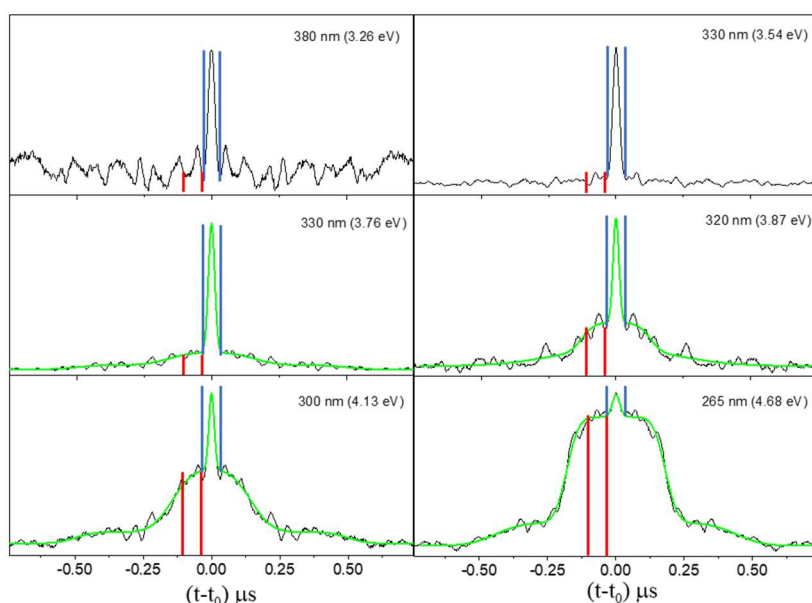 380 nm (3.26 eV)
330 nm (3.54 eV)
330 nm (3.76 eV)
320 nm (3.87 eV)
300 nm (4.13 eV)
265 nm (4.68 eV)
-0.50 -0.25 0.00 0.25 0.50
-0.50 -0.25 0.00 0.25 0.50
(t-t0) μs
(t-t0) μs